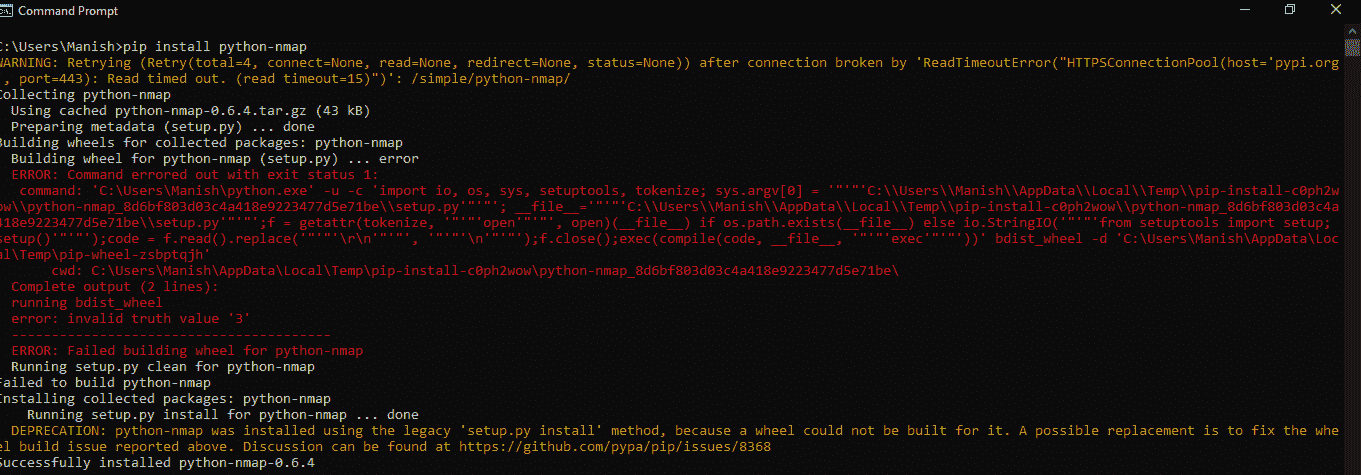 Command Prompt
C:\Users\Manish>pip install python-nmap
WARNING: Retrying (Retry(total=4, connect=None, read=None, redirect=None, status=None)) after connection broken by 'ReadTimeoutError("HTTPSConnectionPool(host='pypi.org
', port=443): Read timed out. (read timeout=15)")': /simple/python-nmap/
Collecting python-nmap
  Using cached python-nmap-0.6.4.tar.gz (43 kB)
  Preparing metadata (setup.py) ... done
Building wheels for collected packages: python-nmap
  Building wheel for python-nmap (setup.py) ... error
  ERROR: Command errored out with exit status 1:
   command: 'C:\Users\Manish\python.exe' -u -c 'import io, os, sys, setuptools, tokenize; sys.argv[0] = '"'"'C:\\Users\\Manish\\AppData\\Local\\Temp\\pip-install-c0ph2w
ow\\python-nmap_8d6bf803d03c4a418e9223477d5e71be\\setup.py'"'"'; __file__='"'"'C:\\Users\\Manish\\AppData\\Local\\Temp\\pip-install-c0ph2wow\\python-nmap_8d6bf803d03c4a
418e9223477d5e71be\\setup.py'"'"';f = getattr(tokenize, '"'"'open'"'"', open)(__file__) if os.path.exists(__file__) else io.StringIO('"'"'from setuptools import setup;
setup()'"'"');code = f.read().replace('"'"'\r\n'"'"', '"'"'\n'"'"');f.close();exec(compile(code, __file__, '"'"'exec'"'"'))' bdist_wheel -d 'C:\Users\Manish\AppData\Loc
al\Temp\pip-wheel-zsbptqjh'
       cwd: C:\Users\Manish\AppData\Local\Temp\pip-install-c0ph2wow\python-nmap_8d6bf803d03c4a418e9223477d5e71be\
  Complete output (2 lines):
  running bdist_wheel
  error: invalid truth value '3'
  ----------------------------------------
  ERROR: Failed building wheel for python-nmap
  Running setup.py clean for python-nmap
Failed to build python-nmap
Installing collected packages: python-nmap
    Running setup.py install for python-nmap ... done
  DEPRECATION: python-nmap was installed using the legacy 'setup.py install' method, because a wheel could not be built for it. A possible replacement is to fix the whe
el build issue reported above. Discussion can be found at https://github.com/pypa/pip/issues/8368
Successfully installed python-nmap-0.6.4